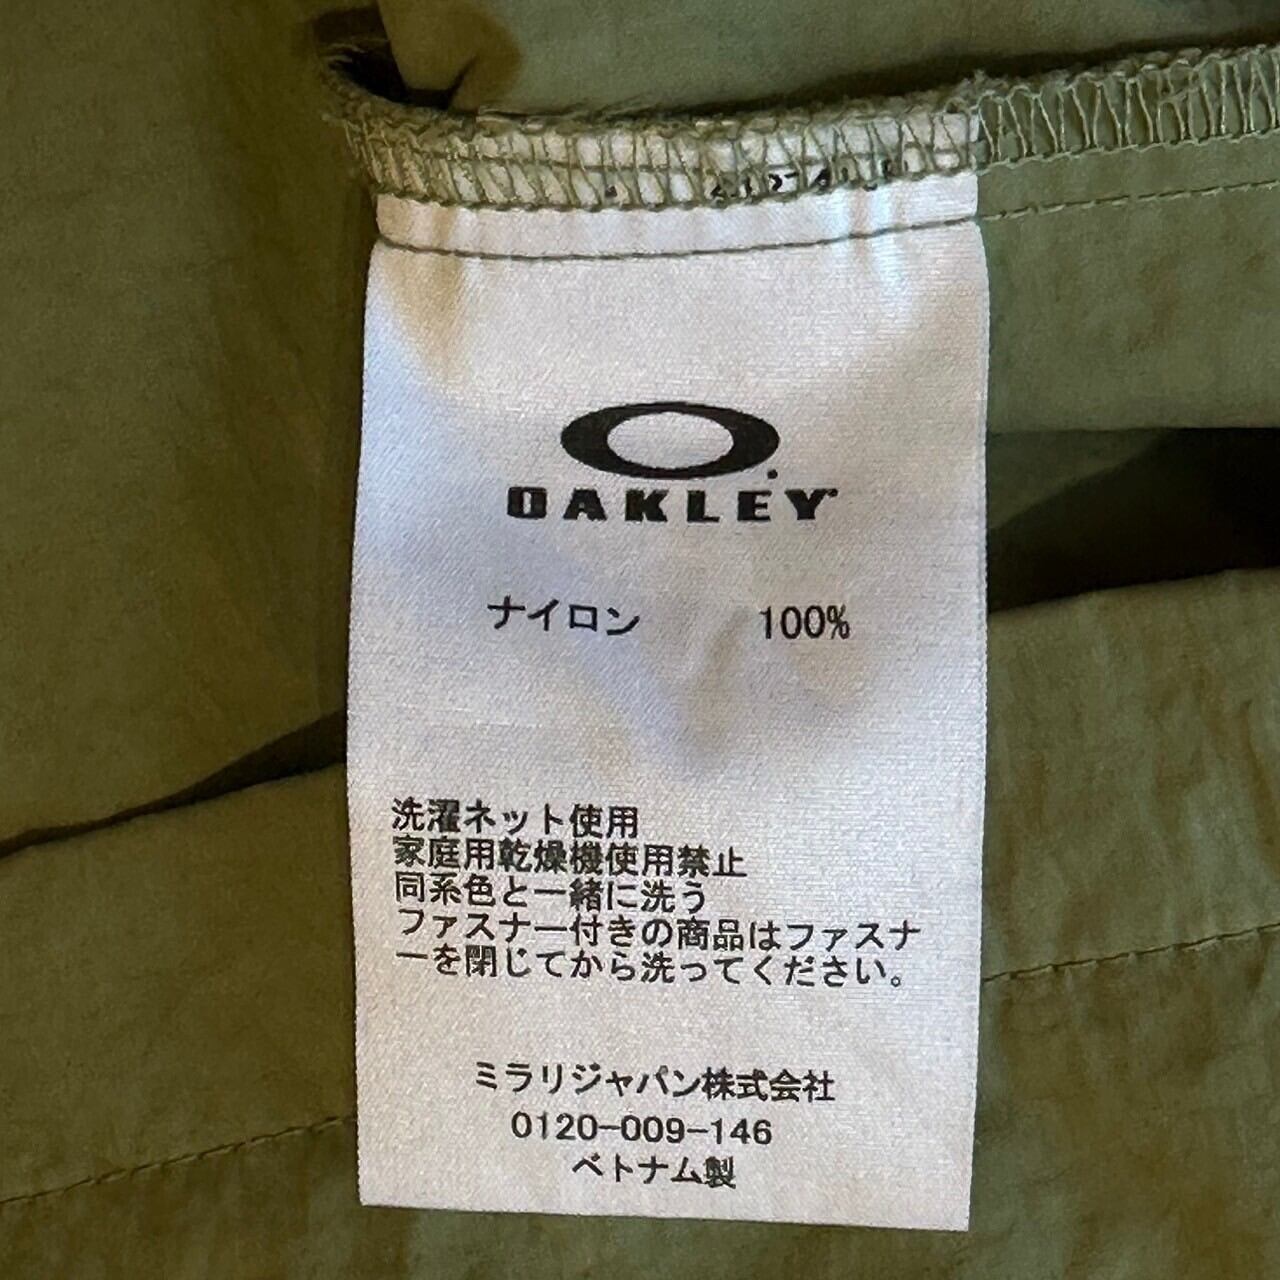 OAKLEY
ナイロン 100%
洗濯ネット使用
家庭用乾燥機使用禁止
同系色と一緒に洗う
ファスナー付きの商品はファスナ
ーを閉じてから洗ってください。
ミラリジャパン株式会社
0120-009-146
ベトナム製